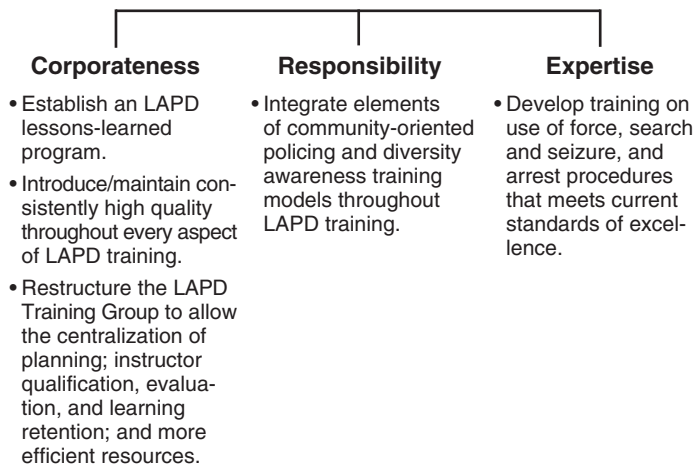 Corporateness
• Establish an LAPD
lessons-learned
program.
• Introduce/maintain con-
sistently high quality
throughout every aspect
of LAPD training.
• Restructure the LAPD
Training Group to allow
the centralization of
planning; instructor
qualification, evalua-
tion, and learning
retention; and more
efficient resources.
Responsibility
• Integrate elements
of community-oriented
policing and diversity
awareness training
models throughout
LAPD training.
Expertise
• Develop training on
use of force, search
and seizure, and
arrest procedures
that meets current
standards of excel-
lence.